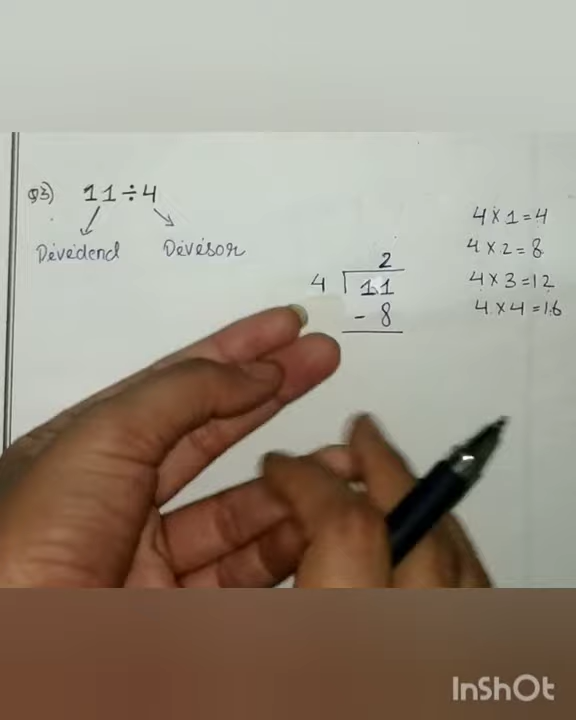 Q3) 11 ÷ 4
Dividend Divisor
2
4 11
- 8
4 × 1 = 4
4 × 2 = 8
4 × 3 = 12
4 × 4 = 16
InShOt